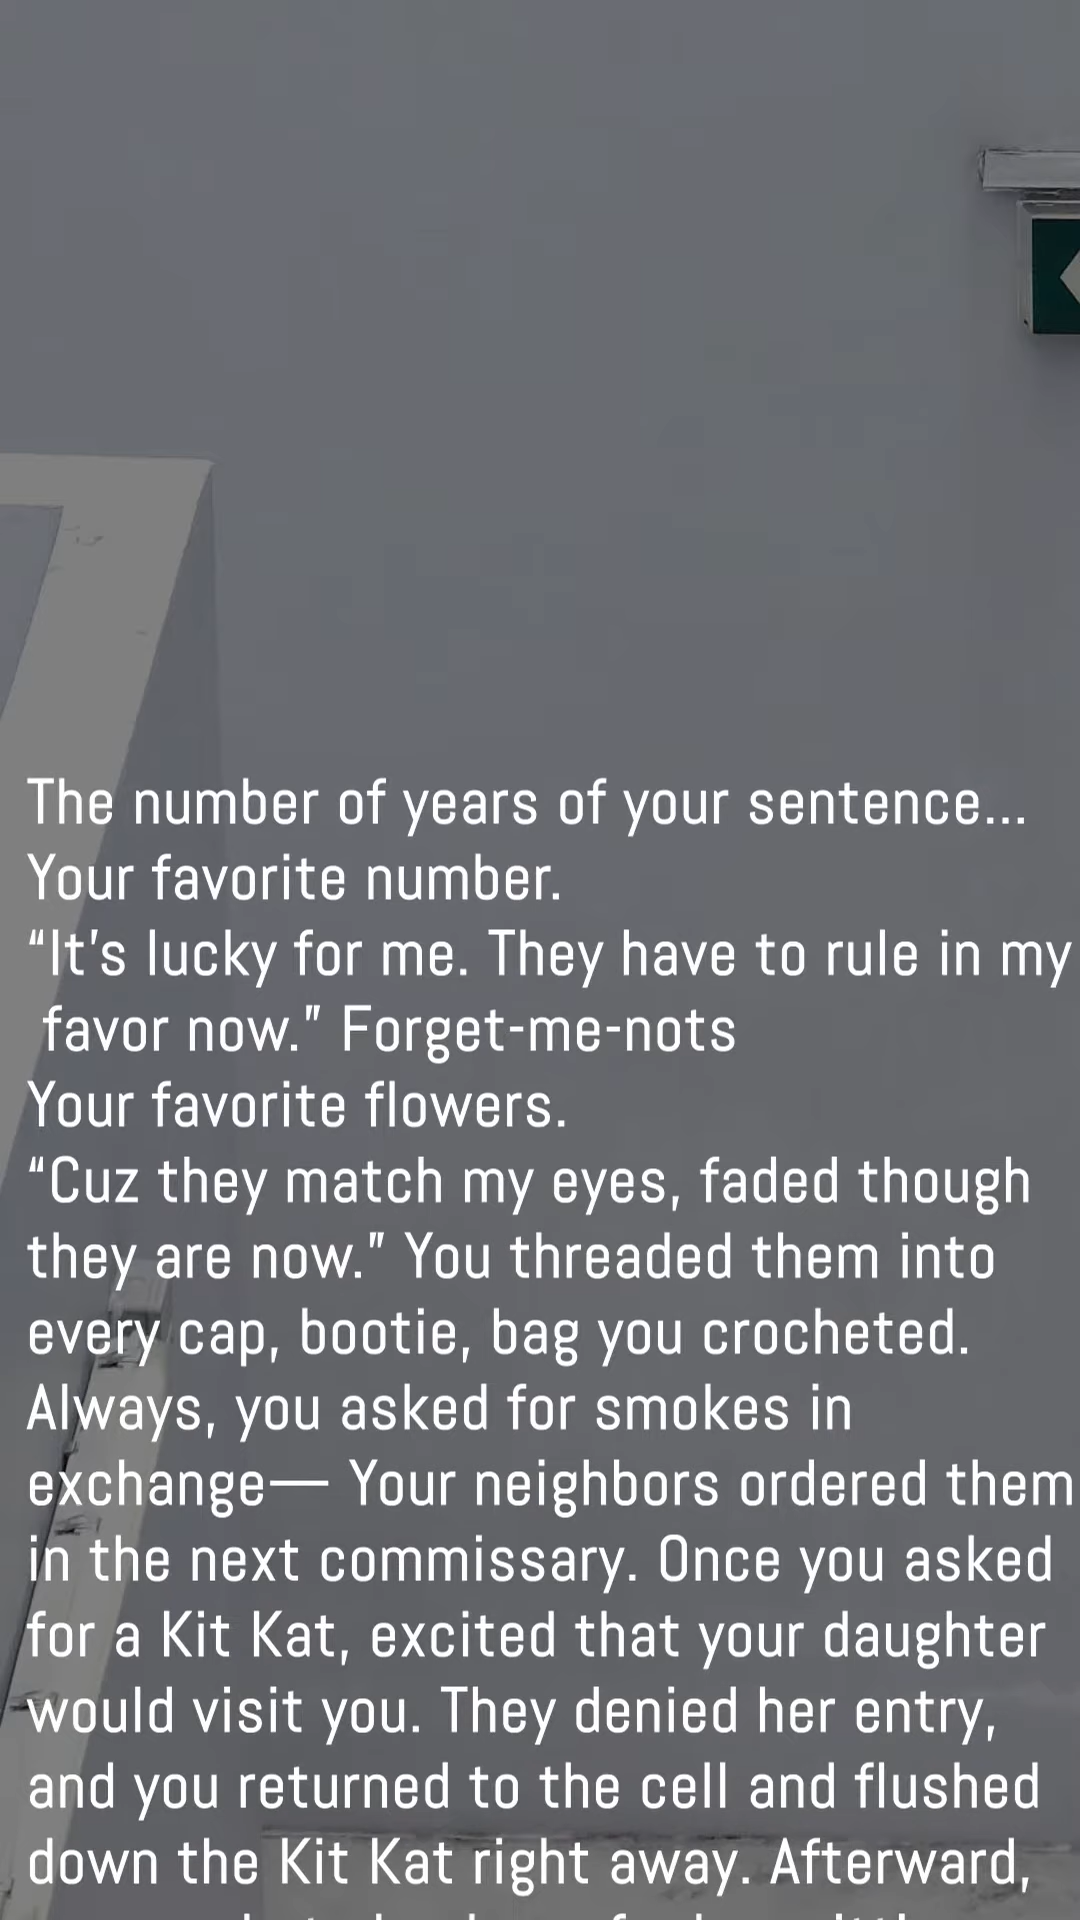 The number of years of your sentence...
Your favorite number.
“It’s lucky for me. They have to rule in my
favor now.” Forget-me-nots
Your favorite flowers.
“Cuz they match my eyes, faded though
they are now.” You threaded them into
every cap, bootie, bag you crocheted.
Always, you asked for smokes in
exchange— Your neighbors ordered them
in the next commissary. Once you asked
for a Kit Kat, excited that your daughter
would visit you. They denied her entry,
and you returned to the cell and flushed
down the Kit Kat right away. Afterward,